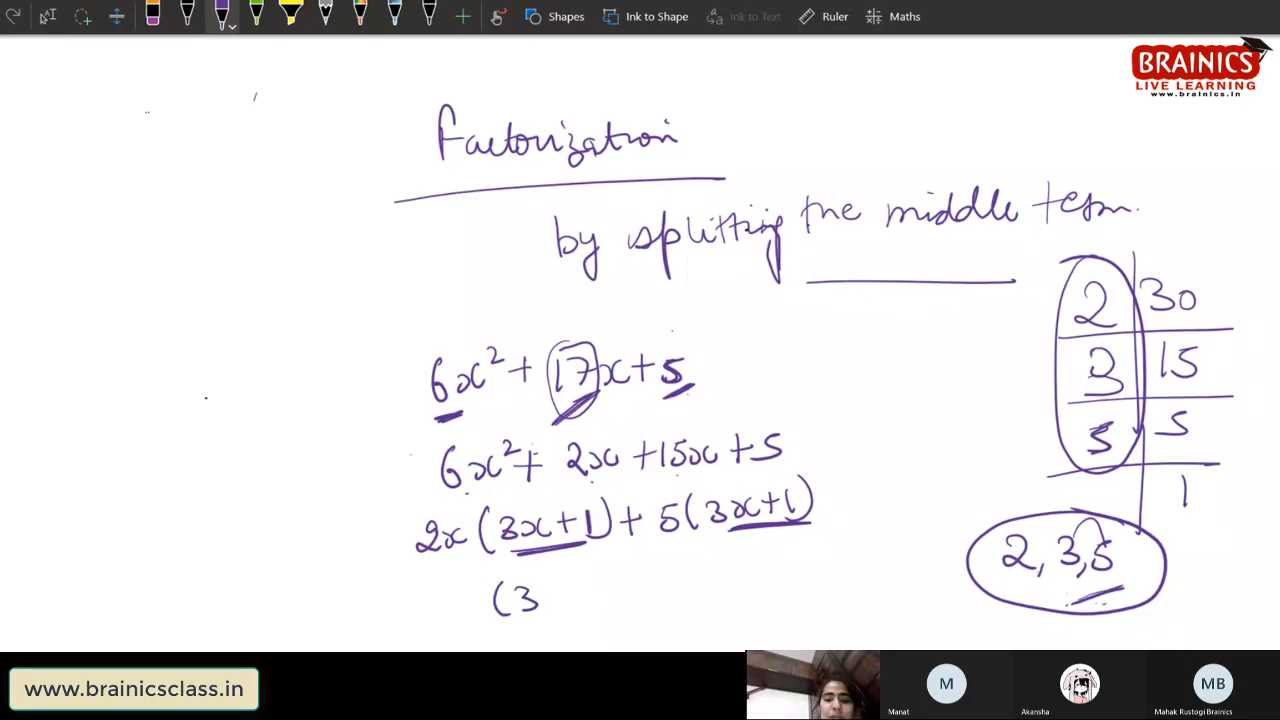 Shapes Ink to Shape Ink to Text Ruler Maths
BRAINICS
LIVE LEARNING
www.brainics.in
Factorization
by splitting the middle term.
6x² + 17x + 5
6x² + 2x + 15x + 5
2x (3x + 1) + 5 (3x + 1)
(3
2 30
3 15
5 5
1
2, 3, 5
www.brainicsclass.in
M
MB
Manat
Akansha
Mahak Rustogi Brainics